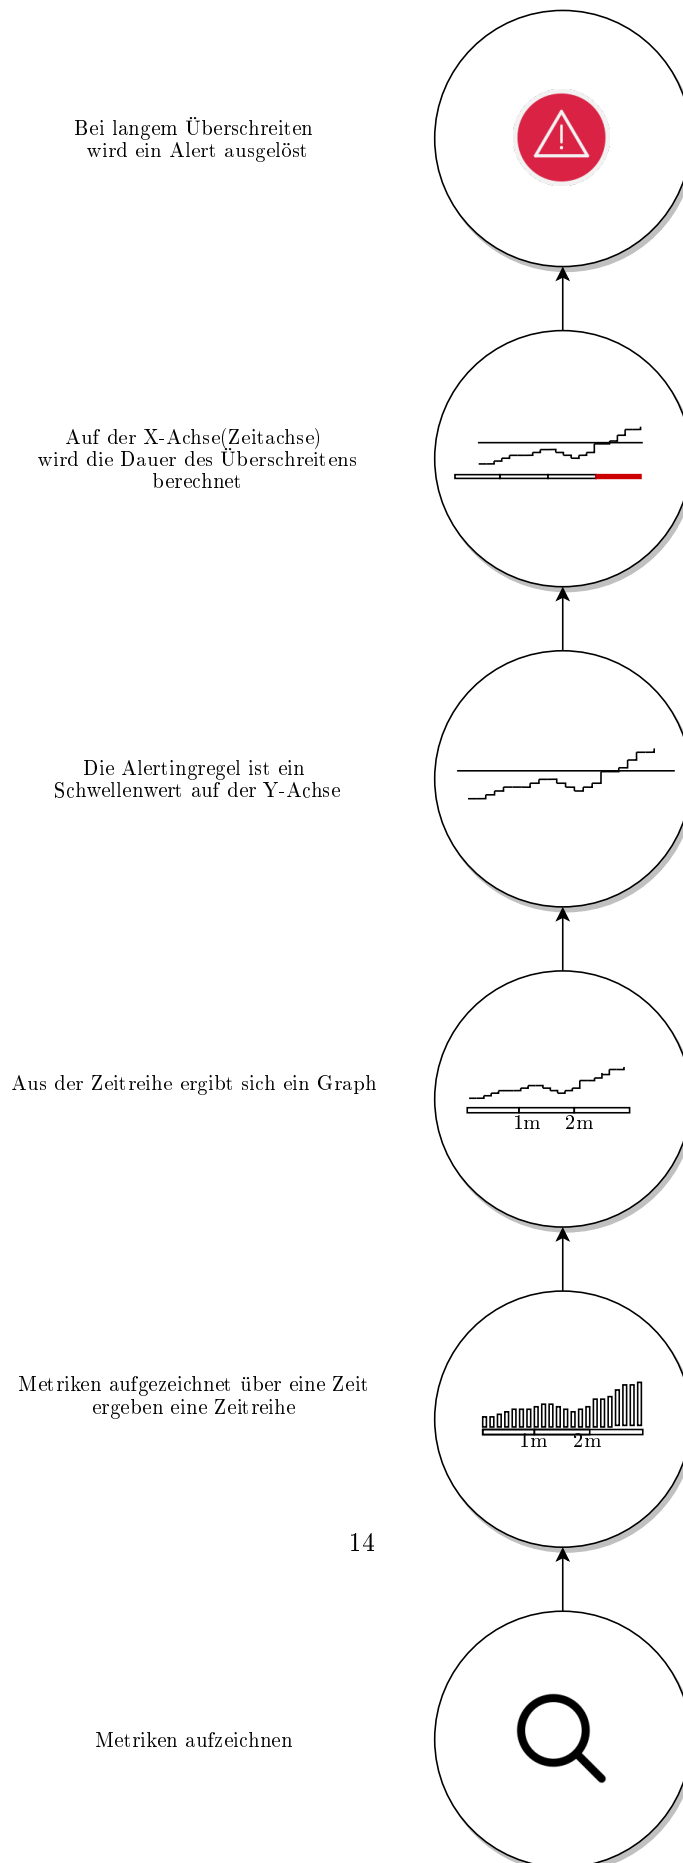 Bei langem Überschreiten
wird ein Alert ausgelöst
Auf der X-Achse(Zeitachse)
wird die Dauer des Überschreitens
berechnet
Die Alertingregel ist ein
Schwellenwert auf der Y-Achse
Aus der Zeitreihe ergibt sich ein Graph
1m 2m
Metriken aufgezeichnet über eine Zeit
ergeben eine Zeitreihe
1m 2m
14
Metriken aufzeichnen